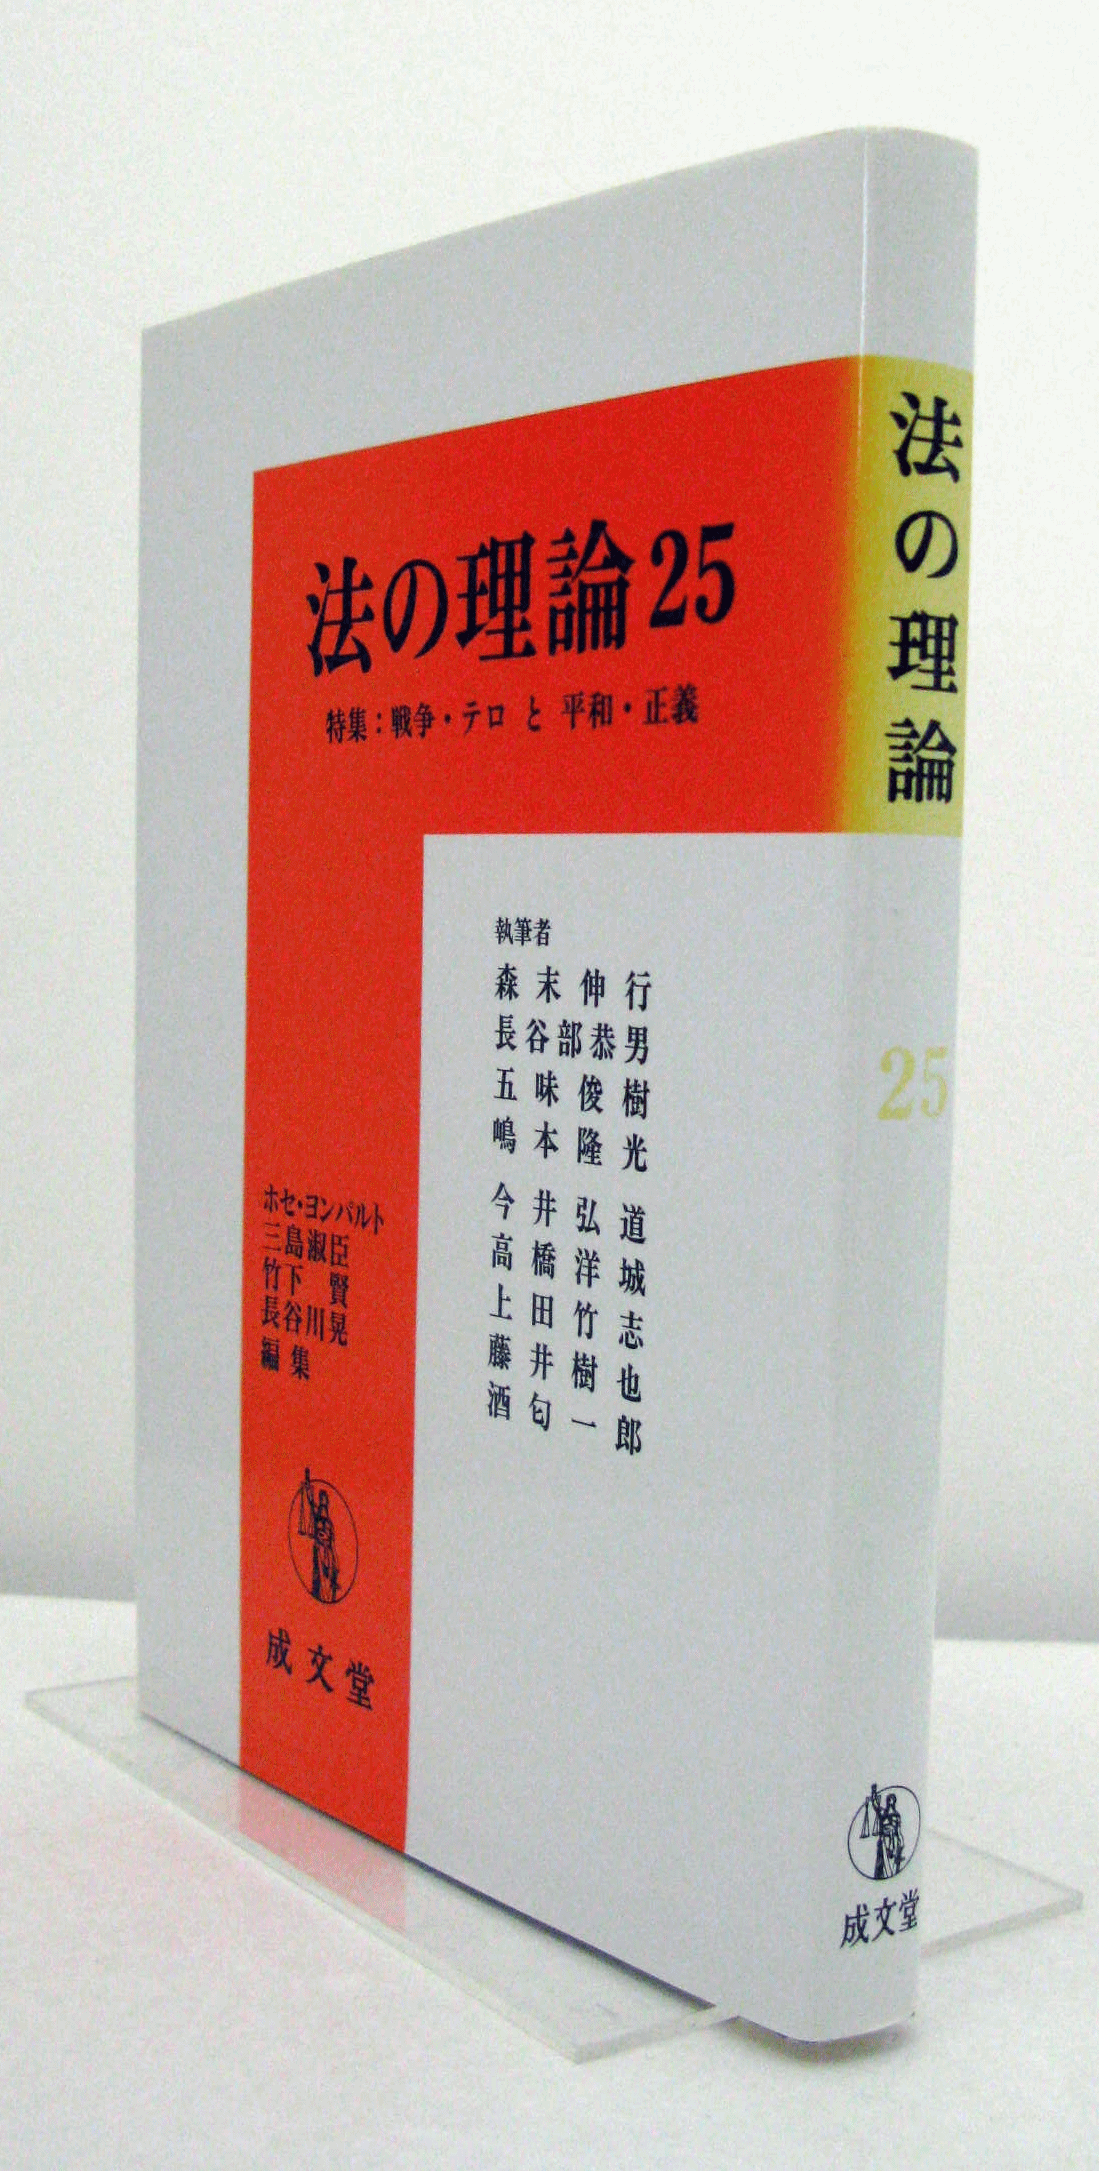 法の理論25
特集：戦争・テロ と 平和・正義
執筆者
森末伸行
長谷部恭男
五味俊樹
嶋本隆光
今井弘道
高橋洋城
上田竹志
藤井樹也
酒匂一郎
ホセ・ヨンパルト
三島淑臣
竹下 賢
長谷川晃
編集
成文堂
法の理論
25
成文堂